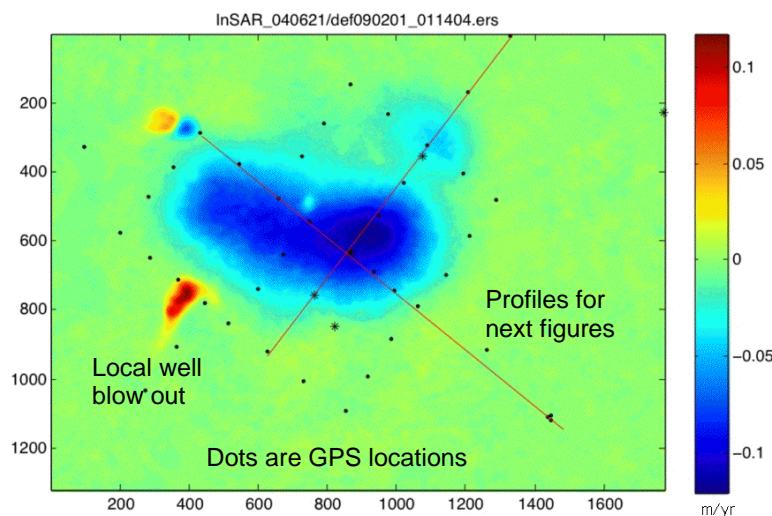 InSAR_040621/def090201_011404.ers
200
400
600
800
1000
1200
200
400
600
800
1000
1200
1400
1600
0.1
0.05
0
−0.05
−0.1
m/yr
Profiles for
next figures
Local well
blow out
Dots are GPS locations